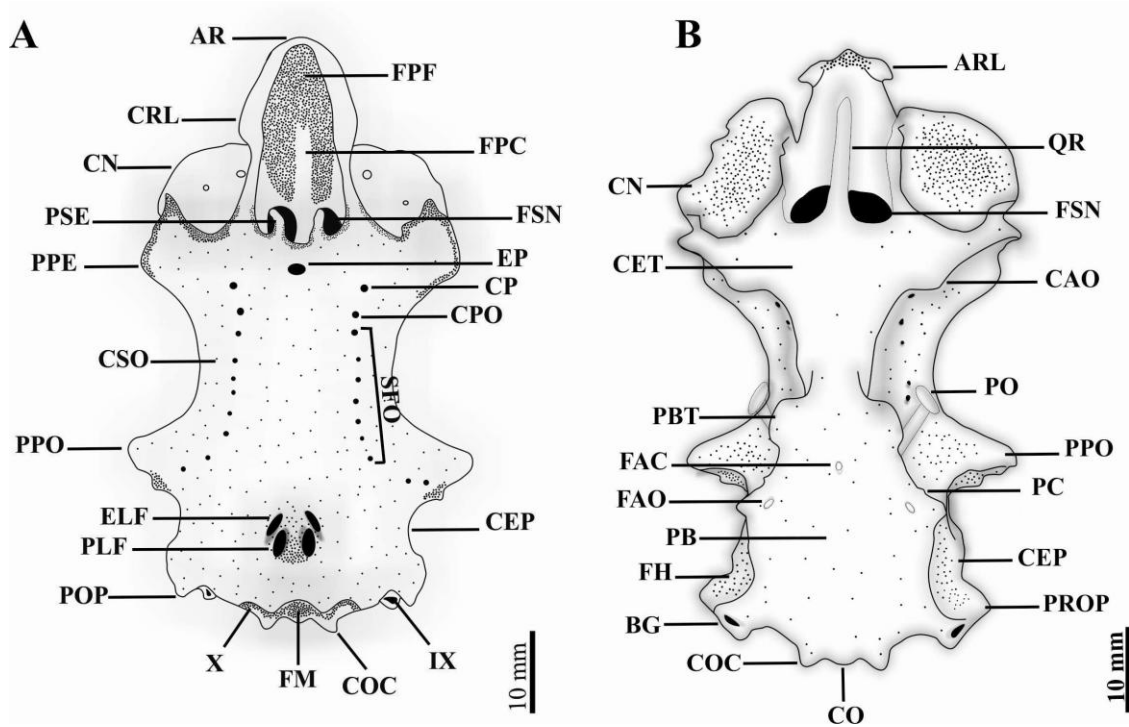 A
AR
FPF
CRL
FPC
CN
PSE
FSN
PPE
EP
CP
CPO
CSO
SFO
PPO
ELF
CEP
PLF
POP
X
FM
COC
IX
10 mm
B
ARL
QR
CN
FSN
CET
CAO
PO
PBT
PPO
FAC
PC
FAO
PB
CEP
FH
PROP
BG
COC
CO
10 mm